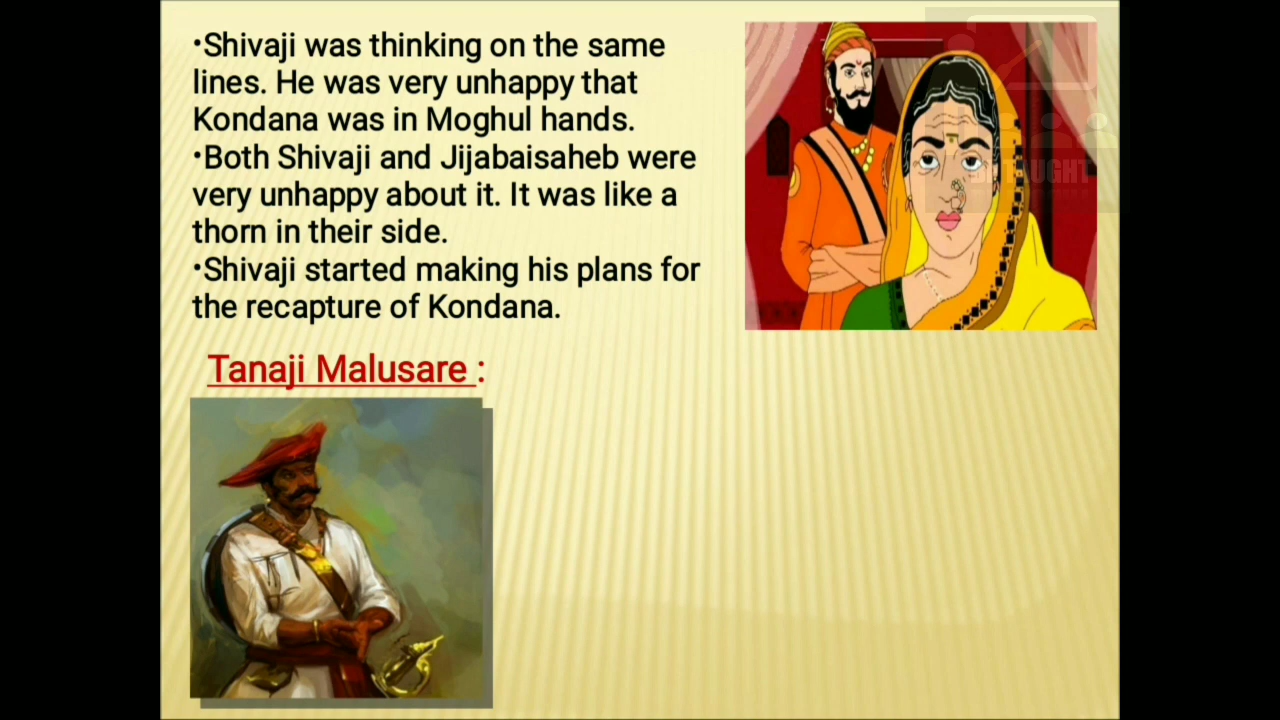 •Shivaji was thinking on the same
lines. He was very unhappy that
Kondana was in Moghul hands.
•Both Shivaji and Jijabaisaheb were
very unhappy about it. It was like a
thorn in their side.
•Shivaji started making his plans for
the recapture of Kondana.
Tanaji Malusare :